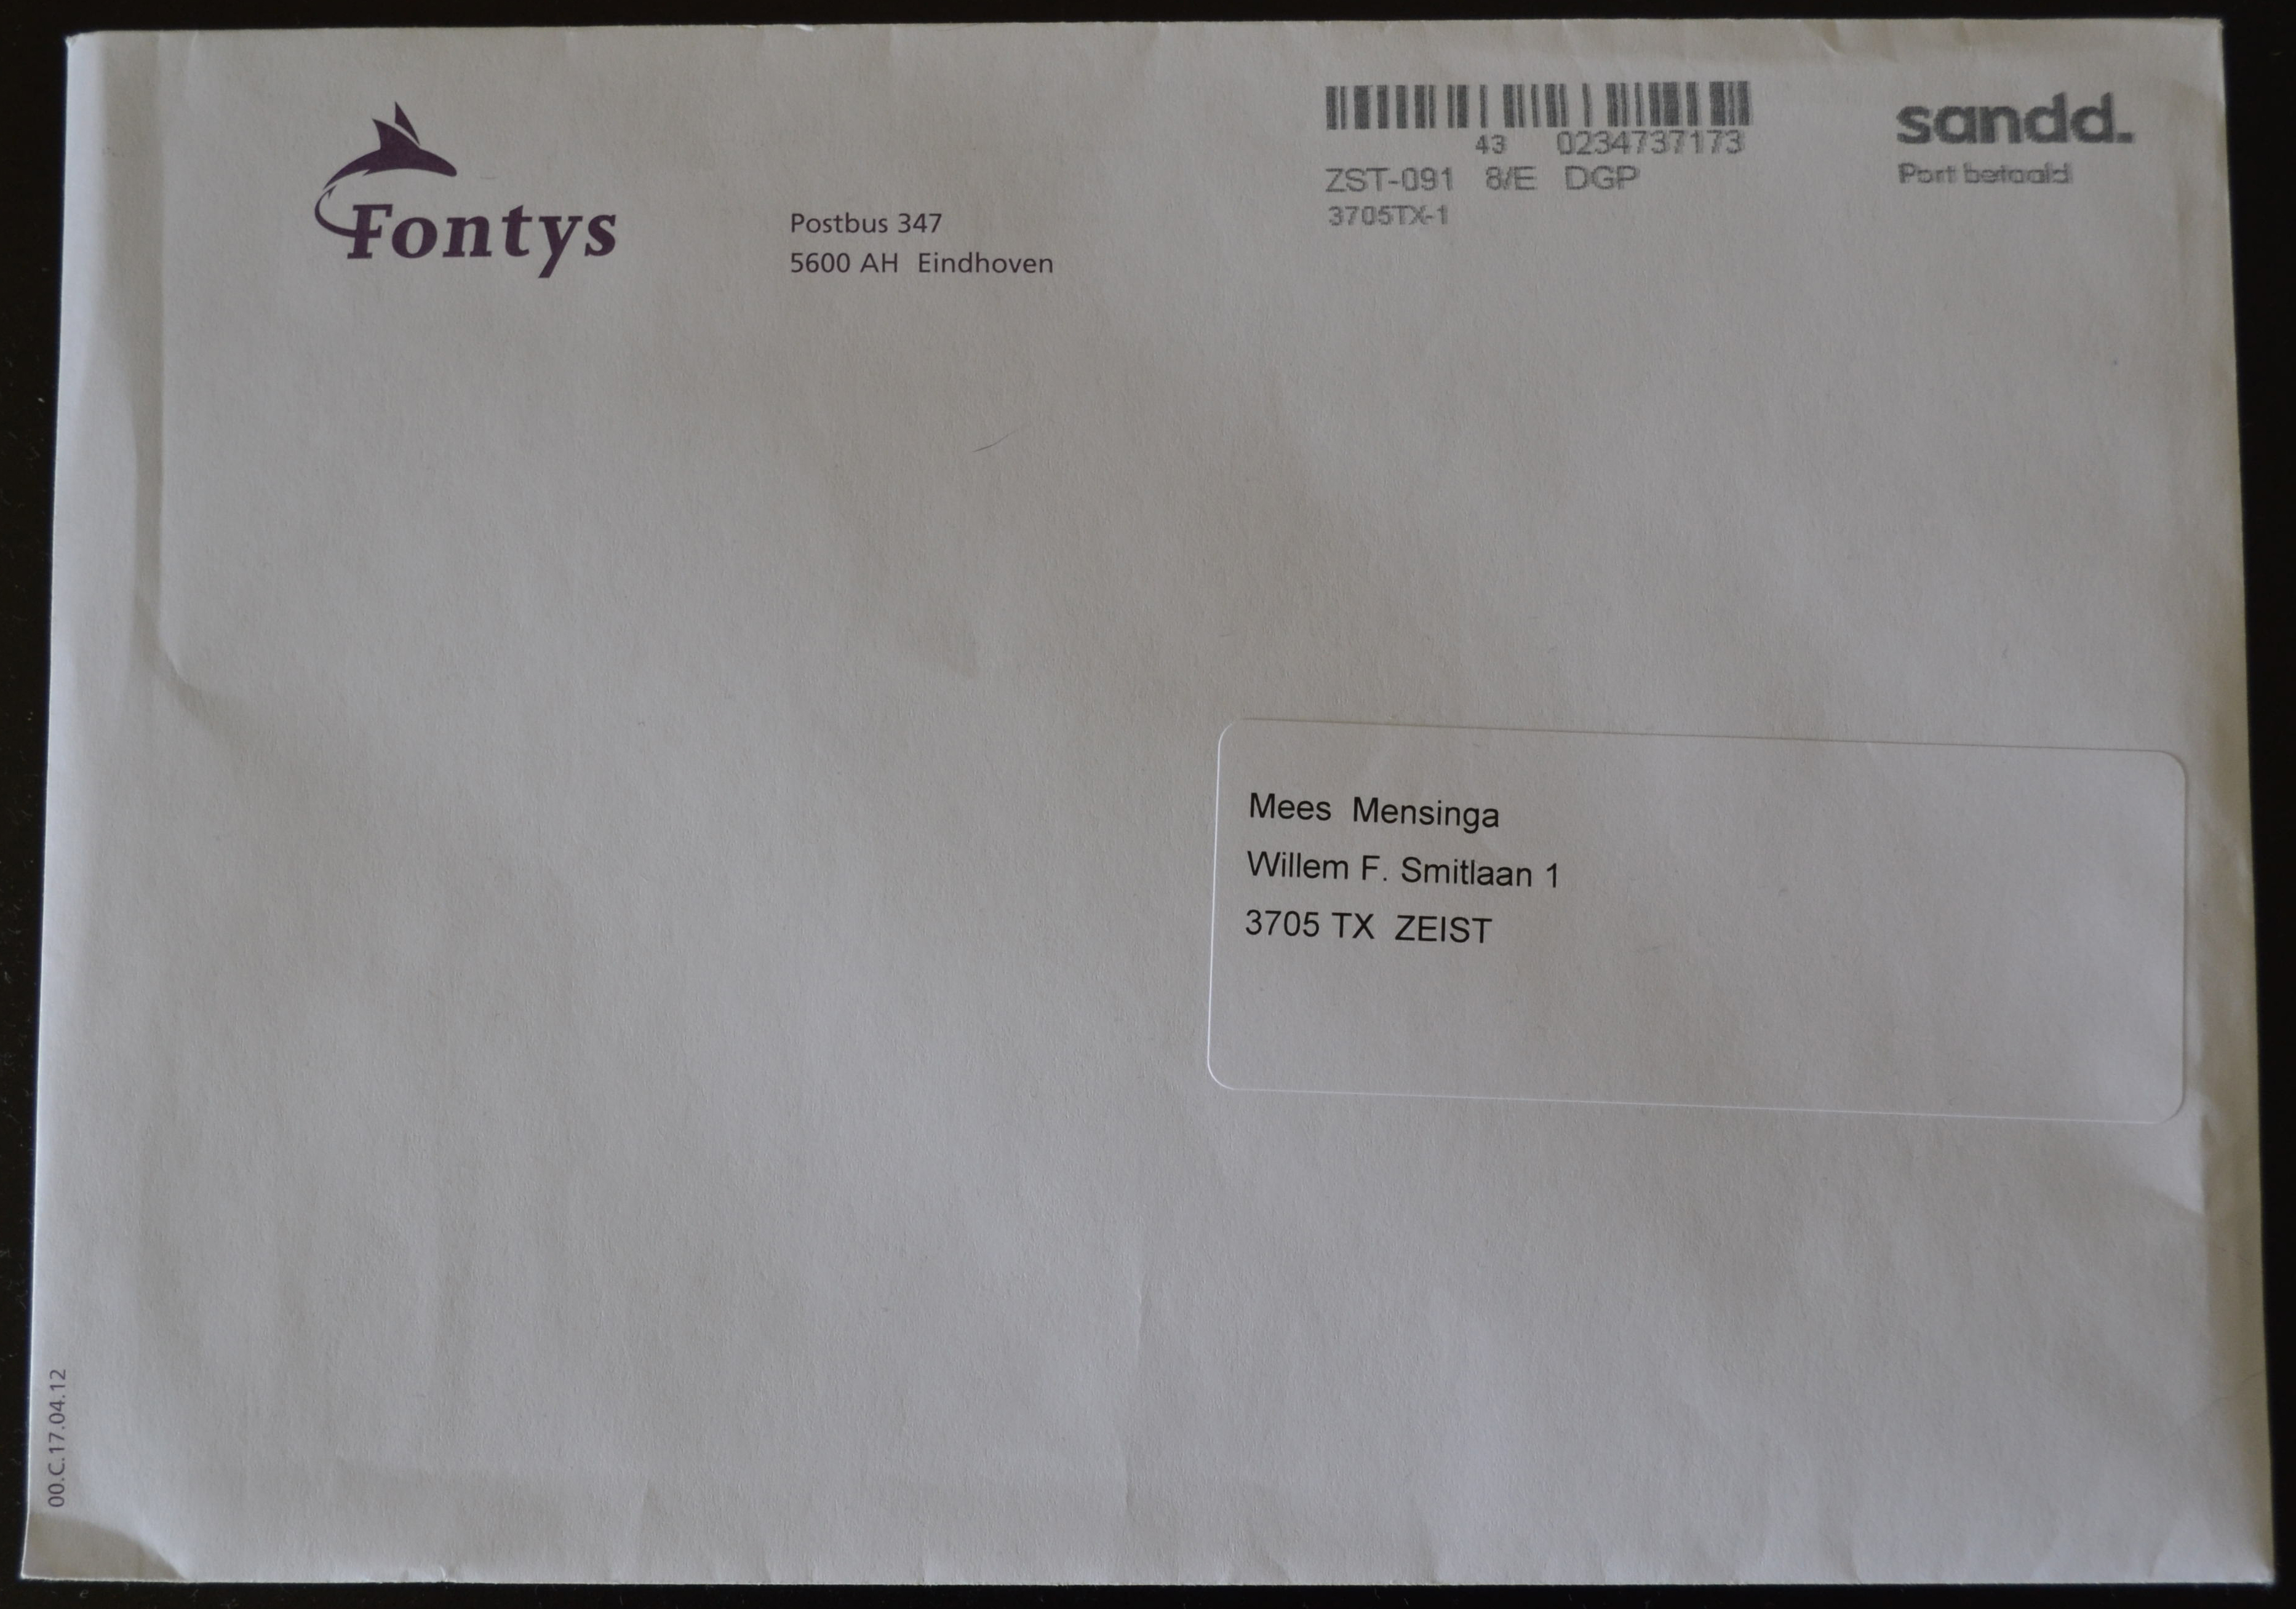 Fontys
Postbus 347
5600 AH Eindhoven
43 0234737173
ZST-091 8/E DGP
3705TX-1
sandd.
Port betaald
Mees Mensinga
Willem F. Smitlaan 1
3705 TX ZEIST
00.C.17.04.12